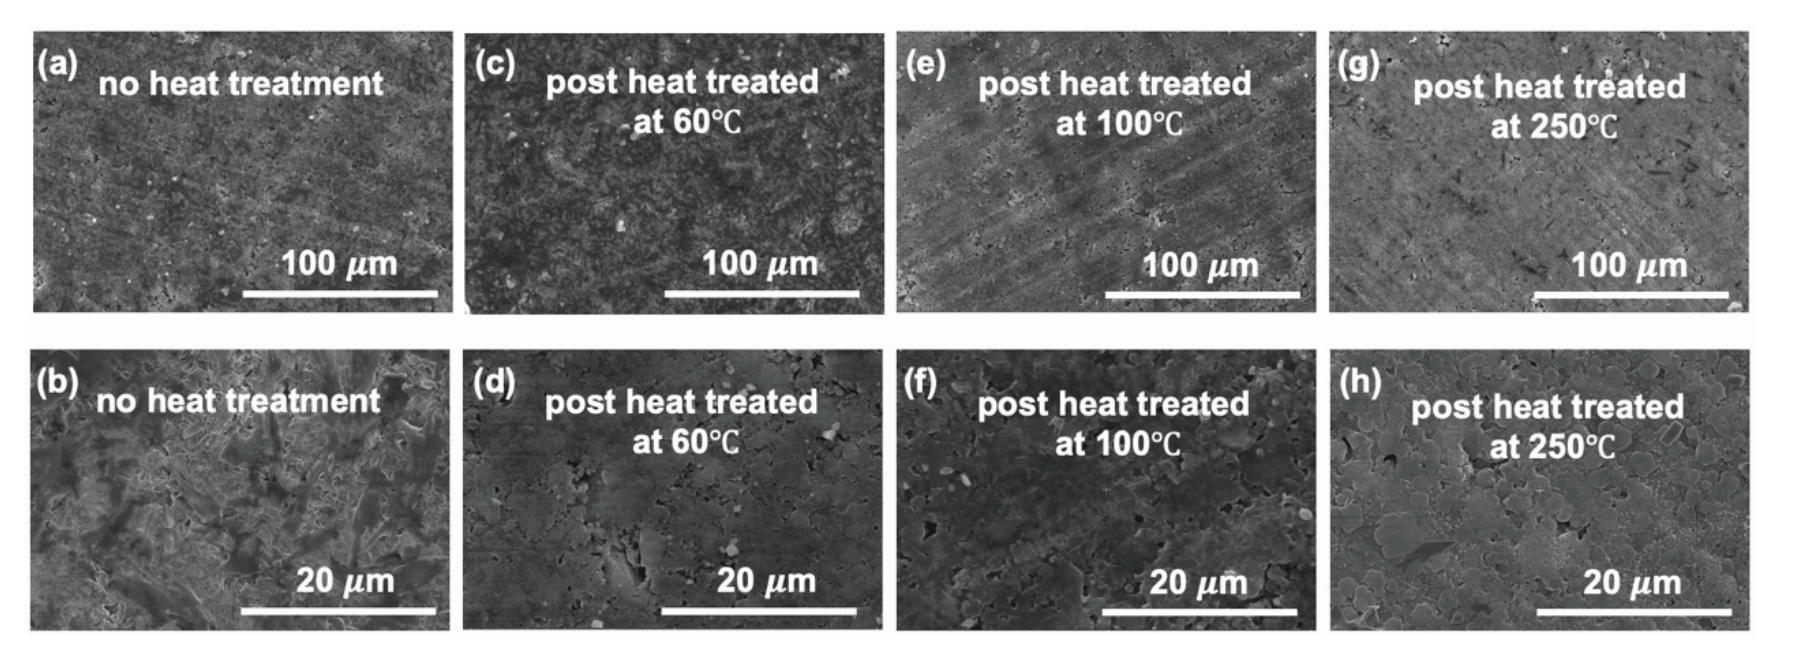 (a)
no heat treatment
100 μm
(c)
post heat treated
at 60℃
100 μm
(e)
post heat treated
at 100℃
100 μm
(g)
post heat treated
at 250℃
100 μm
(b)
no heat treatment
20 μm
(d)
post heat treated
at 60℃
20 μm
(f)
post heat treated
at 100℃
20 μm
(h)
post heat treated
at 250℃
20 μm